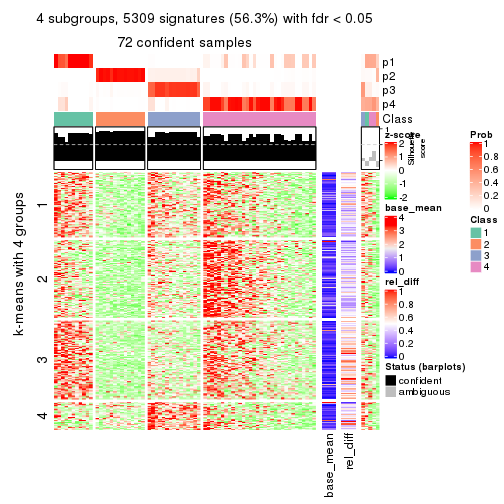 4 subgroups, 5309 signatures (56.3%) with fdr < 0.05
72 confident samples
p1
p2
p3
p4
Class
1
Silhouette
score
k-means with 4 groups
1
2
3
4
base_mean
rel_diff
z-score
2
1
0
-1
-2
base_mean
4
3
2
1
0
rel_diff
1
0.8
0.6
0.4
0.2
0
Status (barplots)
confident
ambiguous
Prob
1
0.8
0.6
0.4
0.2
0
Class
1
2
3
4